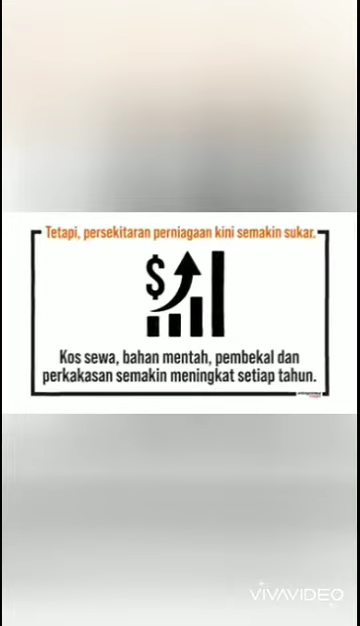 Tetapi, persekitaran perniagaan kini semakin sukar.
$
Kos sewa, bahan mentah, pembekal dan
perkakasan semakin meningkat setiap tahun.
VIVAVIDEO